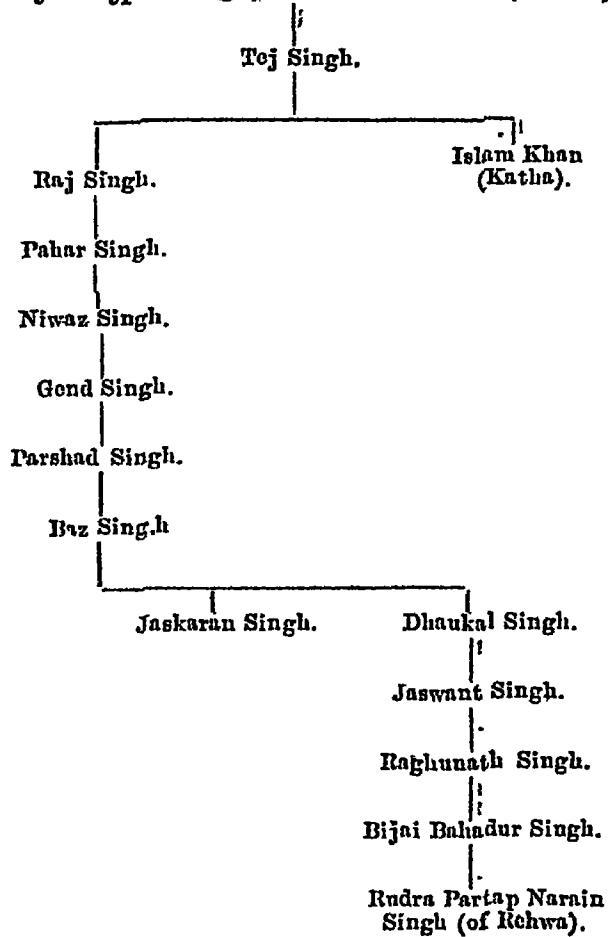 Tej Singh.
Islam Khan
(Katha).
Raj Singh.
Pahar Singh.
Niwaz Singh.
Gend Singh.
Parshad Singh.
Baz Singh
Jaskaran Singh.
Dhaukal Singh.
Jaswant Singh.
Raghunath Singh.
Bijai Bahadur Singh.
Rudra Partap Narain
Singh (of Rehwa).